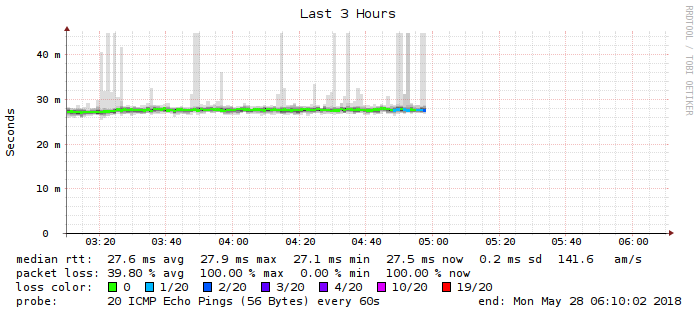 Last 3 Hours
RRDTOOL / TOBI OETIKER
Seconds
40 m
30 m
20 m
10 m
0
03:20 03:40 04:00 04:20 04:40 05:00 05:20 05:40 06:00
median rtt: 27.6 ms avg 27.9 ms max 27.1 ms min 27.5 ms now 0.2 ms sd 141.6 am/s
packet loss: 39.80 % avg 100.00 % max 0.00 % min 100.00 % now
loss color: 0 1/20 2/20 3/20 4/20 10/20 19/20
probe: 20 ICMP Echo Pings (56 Bytes) every 60s end: Mon May 28 06:10:02 2018